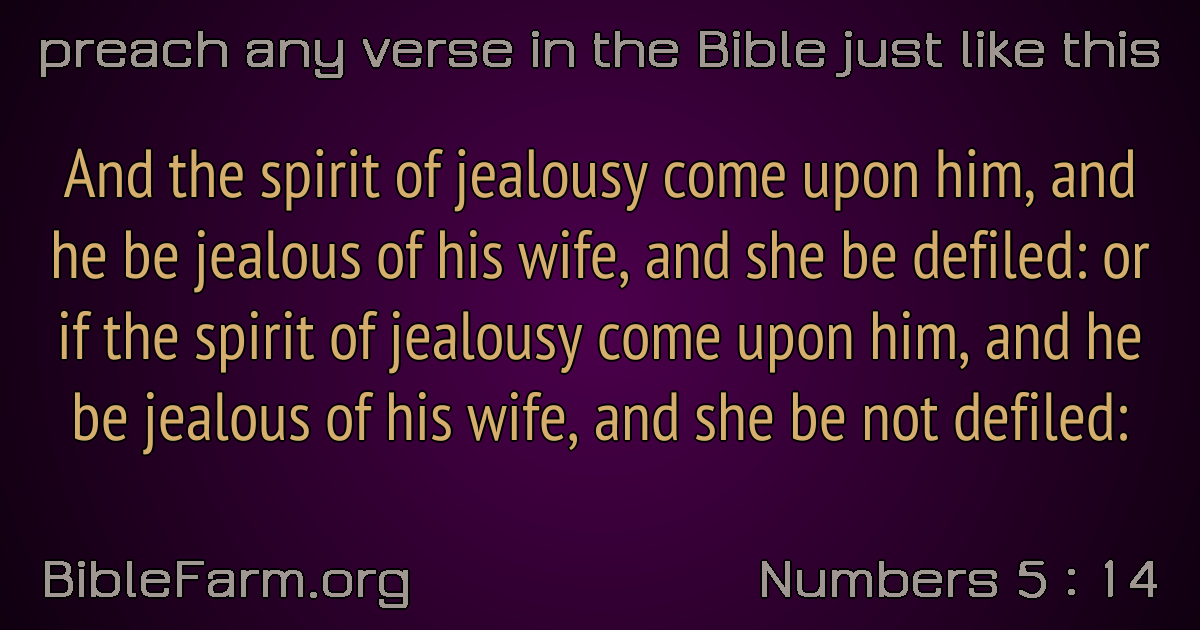 preach any verse in the Bible just like this
And the spirit of jealousy come upon him, and
he be jealous of his wife, and she be defiled: or
if the spirit of jealousy come upon him, and he
be jealous of his wife, and she be not defiled:
BibleFarm.org
Numbers 5 : 14